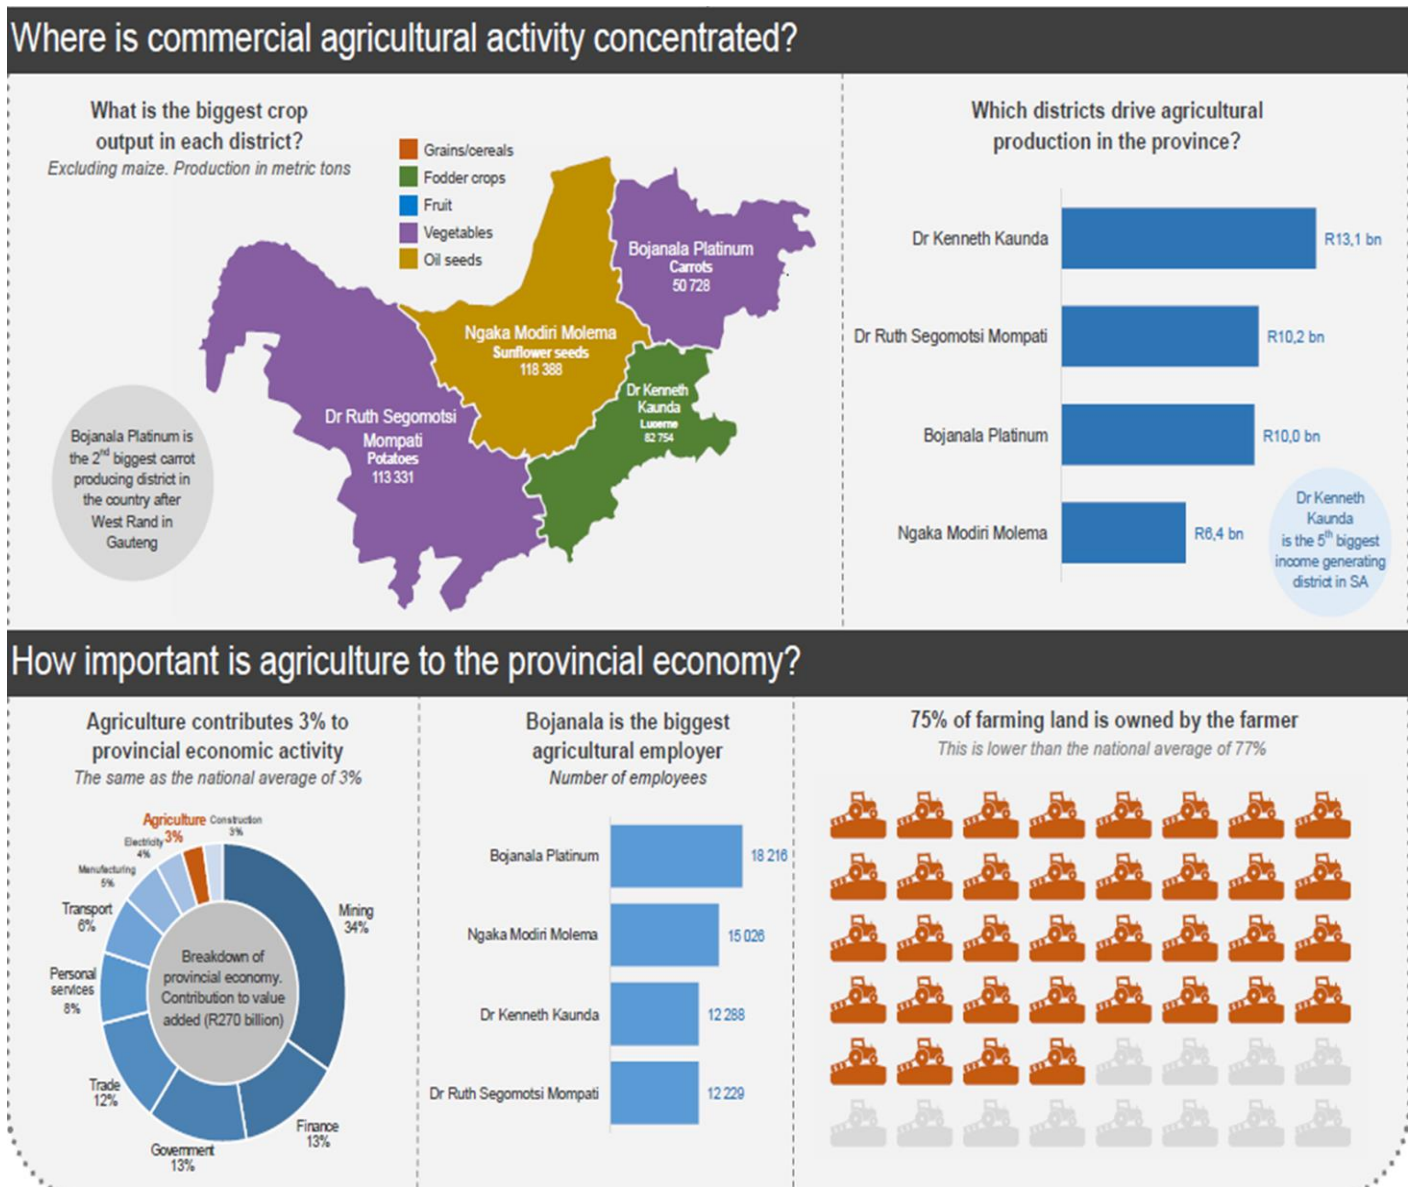 Where is commercial agricultural activity concentrated?
What is the biggest crop
output in each district?
Excluding maize. Production in metric tons
Grains/cereals
Fodder crops
Fruit
Vegetables
Oil seeds
Bojanala Platinum
Carrots
50 728
Ngaka Modiri Molema
Sunflower seeds
118 388
Dr Kenneth
Kaunda
Lucerne
82 754
Dr Ruth Segomotsi
Mompati
Potatoes
113 331
Bojanala Platinum is
the 2nd biggest carrot
producing district in
the country after
West Rand in
Gauteng
Which districts drive agricultural
production in the province?
Dr Kenneth Kaunda R13,1 bn
Dr Ruth Segomotsi Mompati R10,2 bn
Bojanala Platinum R10,0 bn
Ngaka Modiri Molema R6,4 bn
Dr Kenneth
Kaunda
is the 5th biggest
income generating
district in SA
How important is agriculture to the provincial economy?
Agriculture contributes 3% to
provincial economic activity
The same as the national average of 3%
Agriculture
3%
Construction
3%
Electricity
4%
Manufacturing
5%
Transport
6%
Personal
services
8%
Trade
12%
Government
13%
Finance
13%
Mining
34%
Breakdown of
provincial economy.
Contribution to value
added (R270 billion)
Bojanala is the biggest
agricultural employer
Number of employees
Bojanala Platinum 18 216
Ngaka Modiri Molema 15 026
Dr Kenneth Kaunda 12 288
Dr Ruth Segomotsi Mompati 12 229
75% of farming land is owned by the farmer
This is lower than the national average of 77%